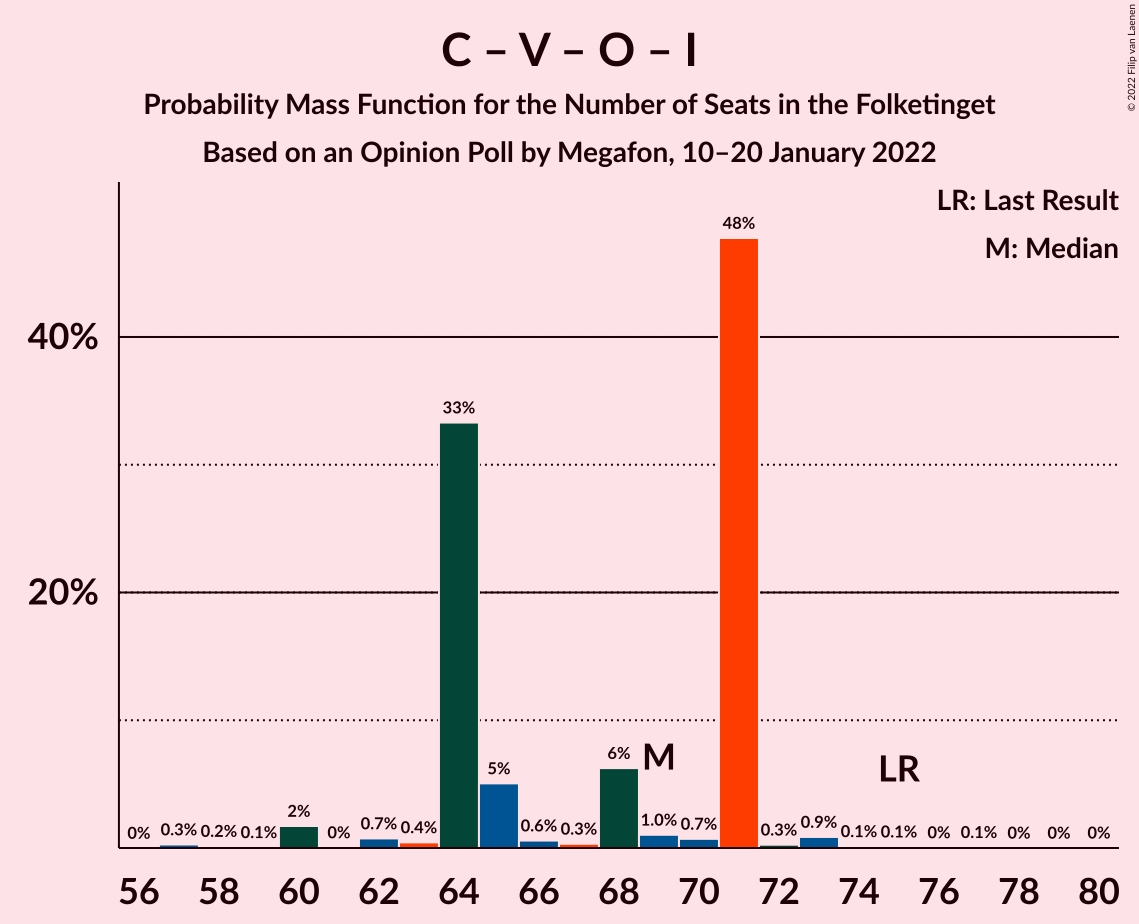 C – V – O – I
Probability Mass Function for the Number of Seats in the Folketinget
Based on an Opinion Poll by Megafon, 10–20 January 2022
© 2022 Filip van Laenen
LR: Last Result
M: Median
40%
20%
0% 0.3% 0.2% 0.1% 2% 0% 0.7% 0.4% 33% 5% 0.6% 0.3% 6% 1.0% 0.7% 48% 0.3% 0.9% 0.1% 0.1% 0% 0.1% 0% 0% 0%
M
LR
56 58 60 62 64 66 68 70 72 74 76 78 80